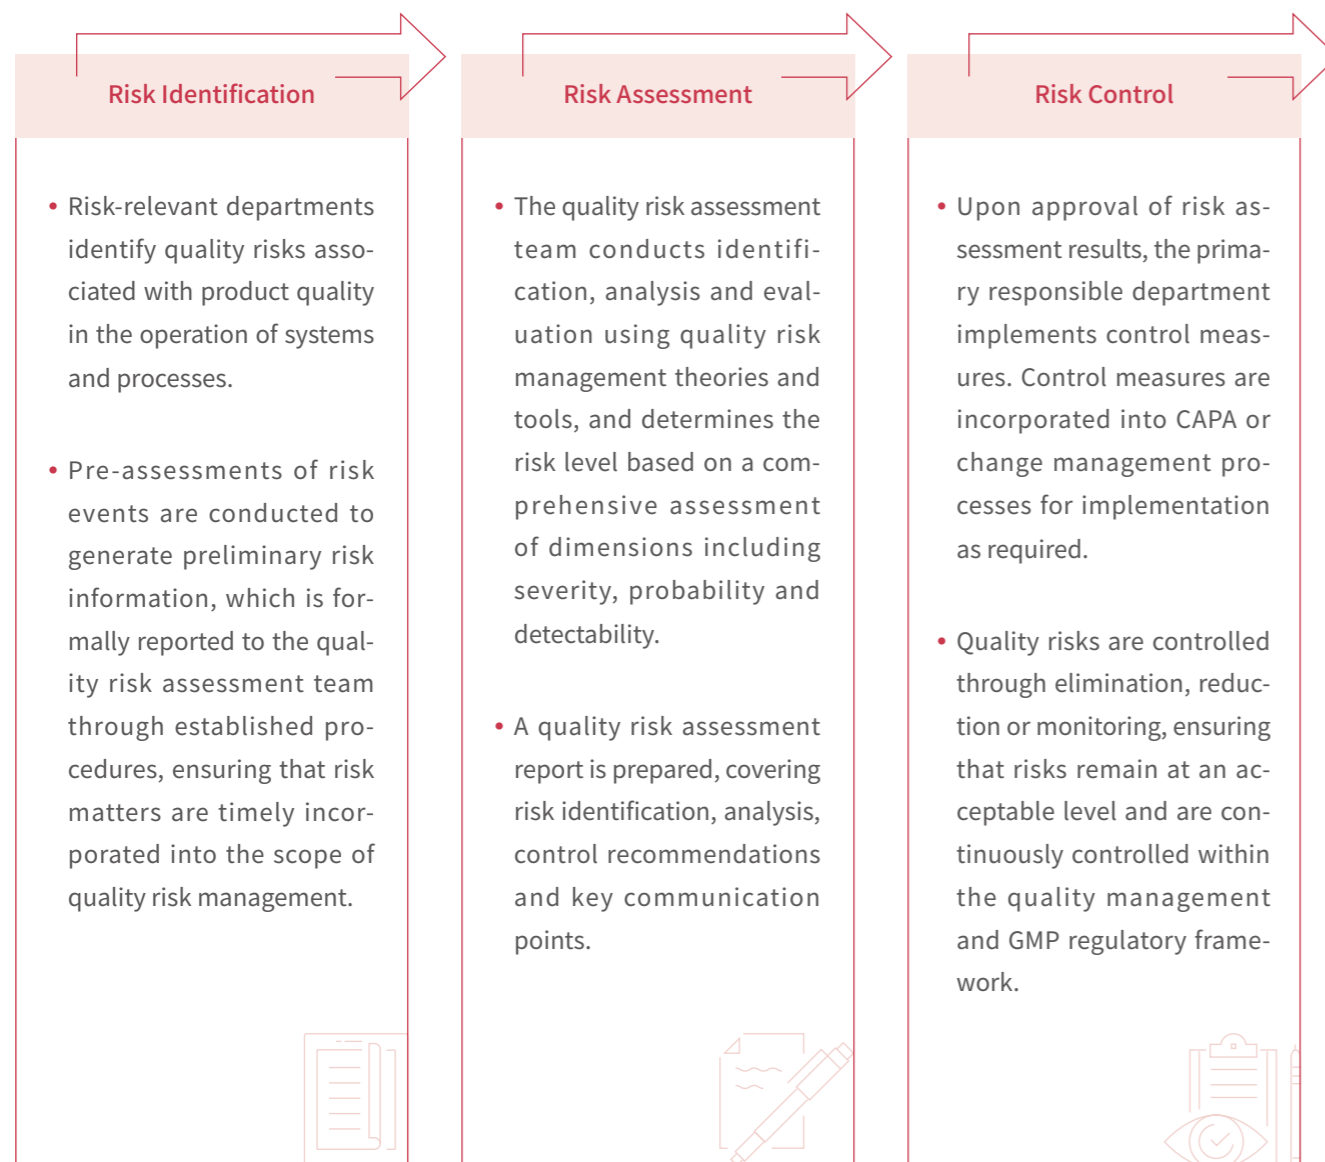 Risk Identification
• Risk-relevant departments
identify quality risks asso-
ciated with product quality
in the operation of systems
and processes.
• Pre-assessments of risk
events are conducted to
generate preliminary risk
information, which is for-
mally reported to the qual-
ity risk assessment team
through established pro-
cedures, ensuring that risk
matters are timely incor-
porated into the scope of
quality risk management.
Risk Assessment
• The quality risk assessment
team conducts identifi-
cation, analysis and eval-
uation using quality risk
management theories and
tools, and determines the
risk level based on a com-
prehensive assessment
of dimensions including
severity, probability and
detectability.
• A quality risk assessment
report is prepared, covering
risk identification, analysis,
control recommendations
and key communication
points.
Risk Control
• Upon approval of risk as-
sessment results, the prima-
ry responsible department
implements control meas-
ures. Control measures are
incorporated into CAPA or
change management pro-
cesses for implementation
as required.
• Quality risks are controlled
through elimination, reduc-
tion or monitoring, ensuring
that risks remain at an ac-
ceptable level and are con-
tinuously controlled within
the quality management
and GMP regulatory frame-
work.